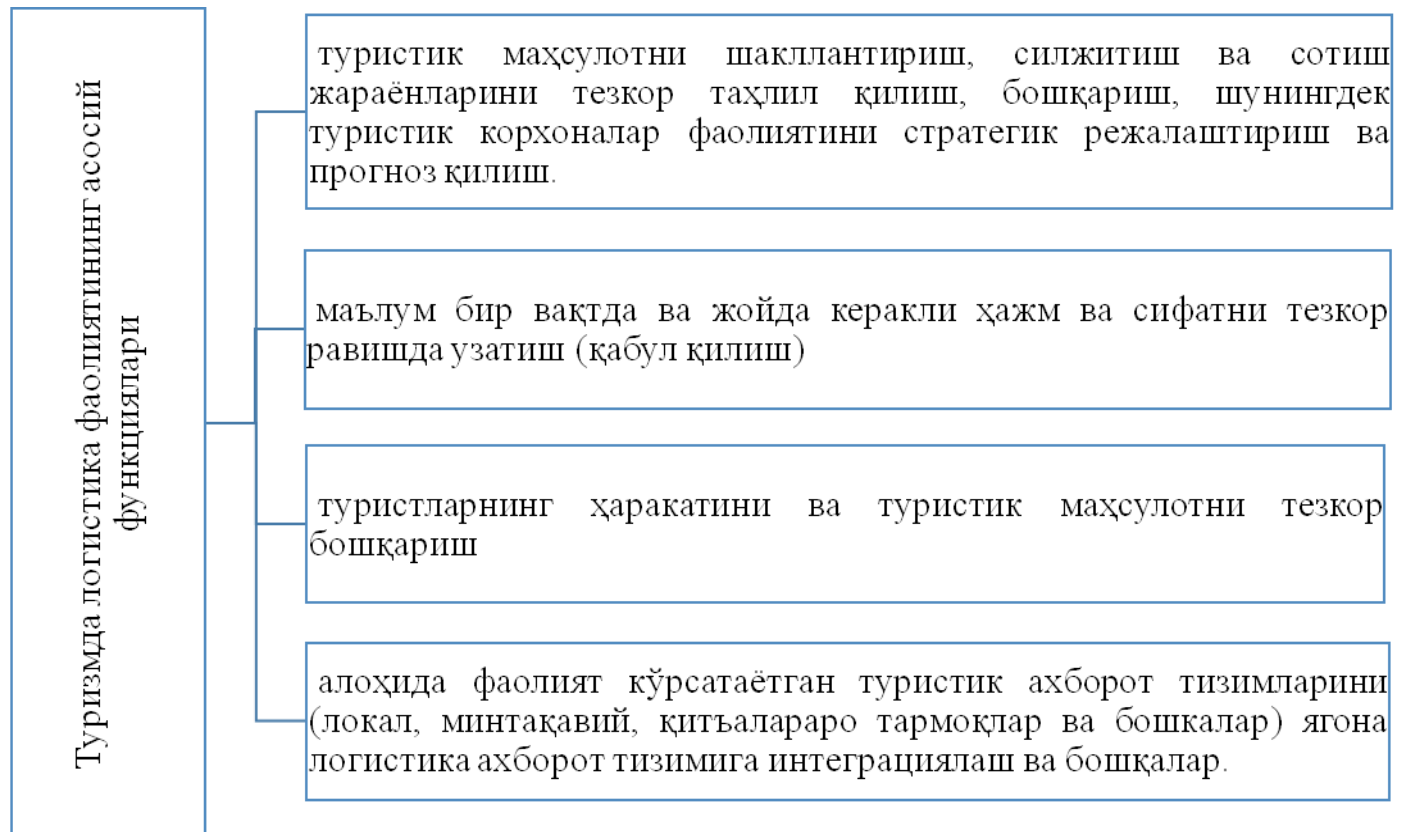 Туризмда логистика фаолиятининг асосий
функциялари
туристик маҳсулотни шакллантириш, силжитиш ва сотиш
жараёнларини тезкор таҳлил қилиш, бошқариш, шунингдек
туристик корхоналар фаолиятини стратегик режалаштириш ва
прогноз қилиш.
маълум бир вақтда ва жойда керакли ҳажм ва сифатни тезкор
равишда узатиш (қабул қилиш)
туристларнинг ҳаракатини ва туристик маҳсулотни тезкор
бошқариш
алоҳида фаолият кўрсатаётган туристик ахборот тизимларини
(локал, минтақавий, қитъалараро тармоқлар ва бошкалар) ягона
логистика ахборот тизимига интеграциялаш ва бошқалар.